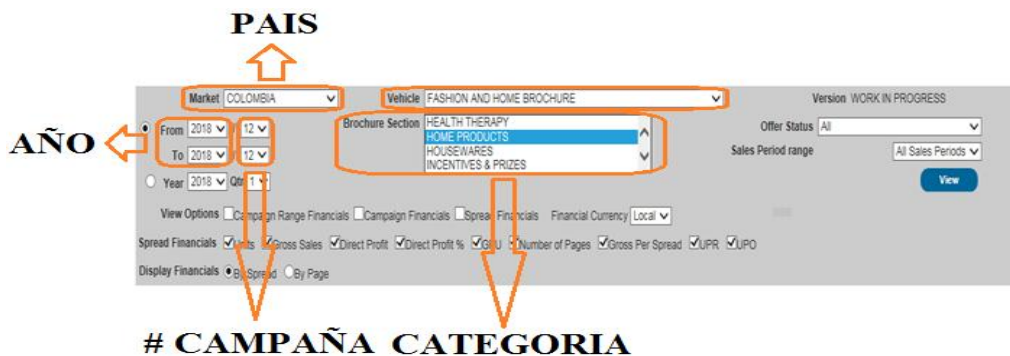 PAIS
Market COLOMBIA Vehicle FASHION AND HOME BROCHURE Version WORK IN PROGRESS
AÑO
From 2018 / 12 Brochure Section HEALTH THERAPY Offer Status All
HOME PRODUCTS
To 2018 / 12 HOUSEWARES Sales Period range All Sales Periods
INCENTIVES & PRIZES
Year 2018 Qtr 1 View
View Options Campaign Range Financials Campaign Financials Spread Financials Financial Currency Local
Spread Financials Units Gross Sales Direct Profit Direct Profit % Number of Pages Gross Per Spread UPR UPO
Display Financials By Spread By Page
# CAMPAÑA CATEGORIA